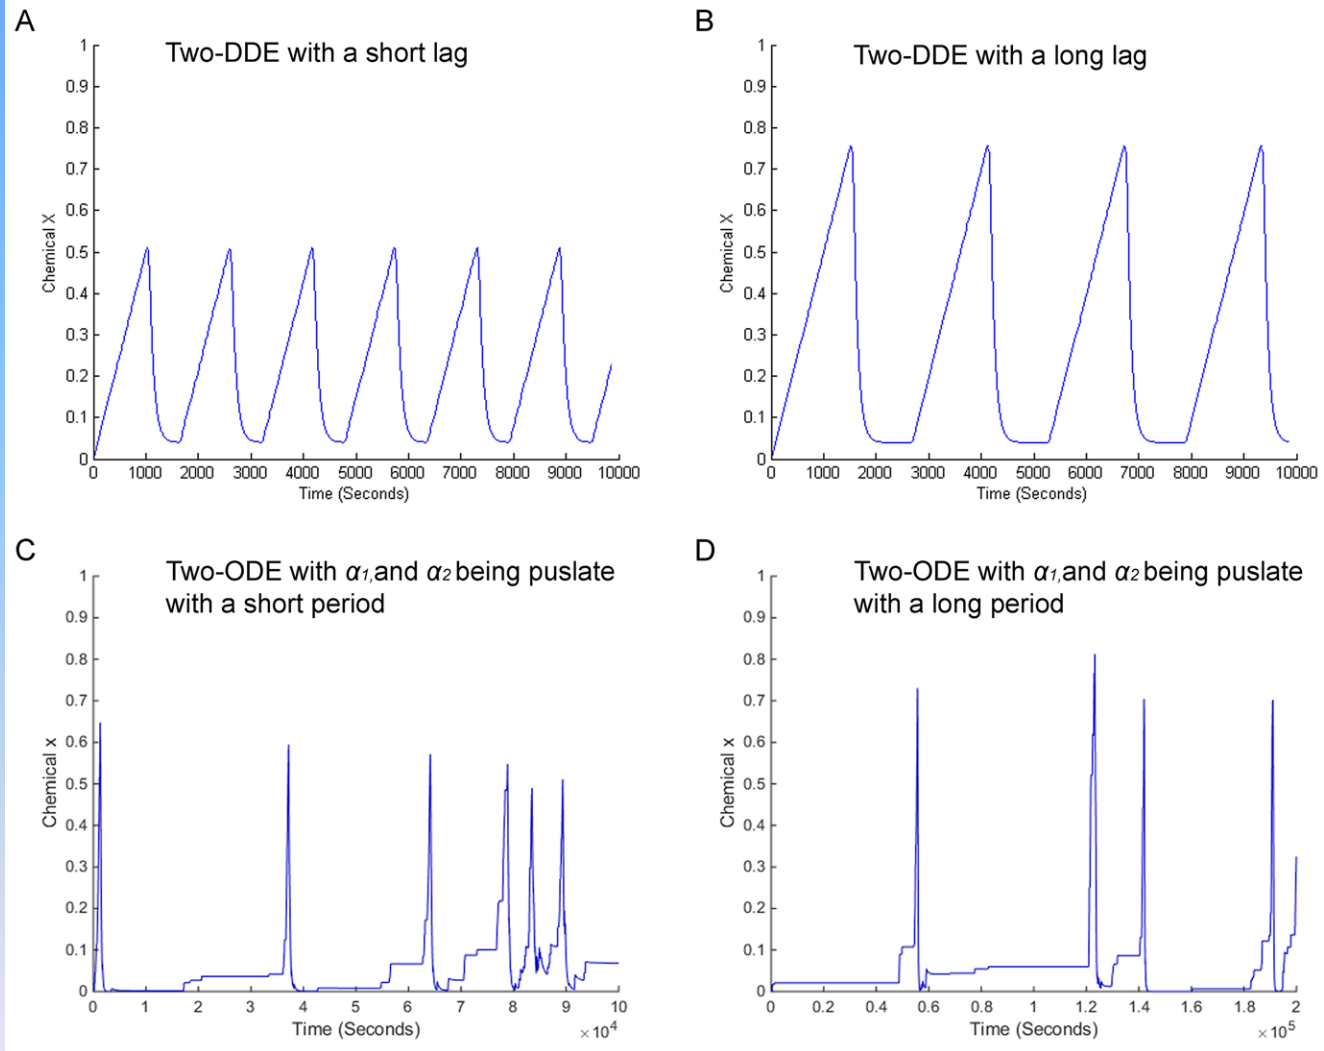 A
Two-DDE with a short lag
1
0.9
0.8
0.7
0.6
0.5
0.4
0.3
0.2
0.1
0
Chemical X
0 1000 2000 3000 4000 5000 6000 7000 8000 9000 10000
Time (Seconds)
B
Two-DDE with a long lag
1
0.9
0.8
0.7
0.6
0.5
0.4
0.3
0.2
0.1
0
Chemical X
0 1000 2000 3000 4000 5000 6000 7000 8000 9000 10000
Time (Seconds)
C
Two-ODE with α1,and α2 being puslate
with a short period
1
0.9
0.8
0.7
0.6
0.5
0.4
0.3
0.2
0.1
0
Chemical x
0 1 2 3 4 5 6 7 8 9 10
Time (Seconds)
×10⁴
D
Two-ODE with α1,and α2 being puslate
with a long period
1
0.9
0.8
0.7
0.6
0.5
0.4
0.3
0.2
0.1
0
Chemical x
0 0.2 0.4 0.6 0.8 1 1.2 1.4 1.6 1.8 2
Time (Seconds)
×10⁵